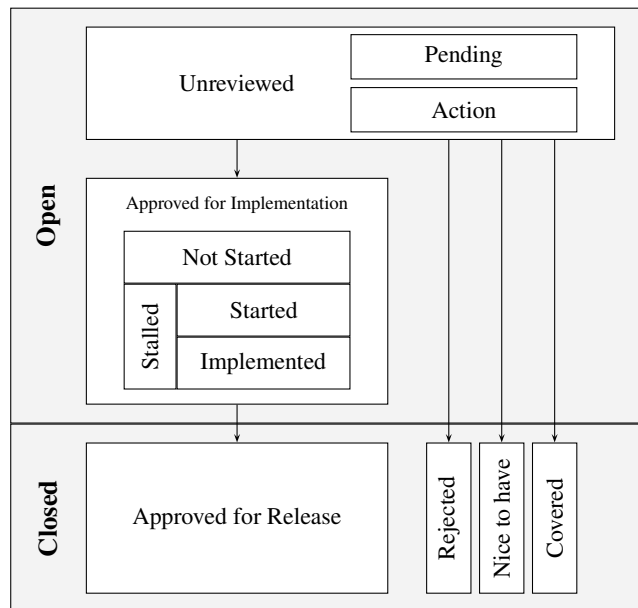 Open
Unreviewed
Pending
Action
Approved for Implementation
Not Started
Stalled
Started
Implemented
Closed
Approved for Release
Rejected
Nice to have
Covered